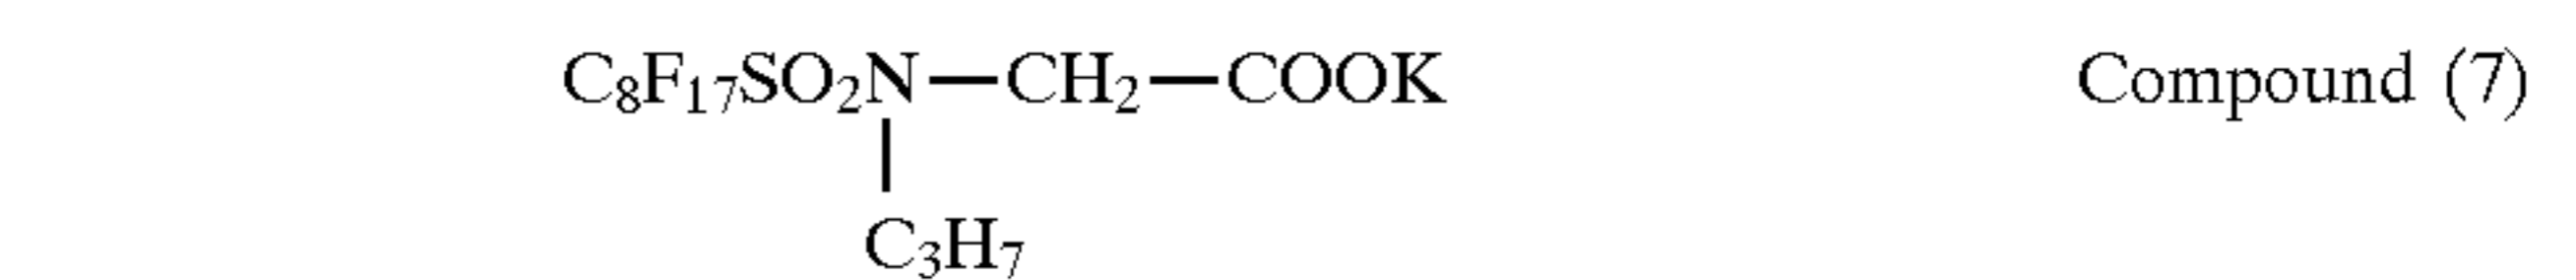 C₈F₁₇SO₂N—CH₂—COOK Compound (7)
C₃H₇